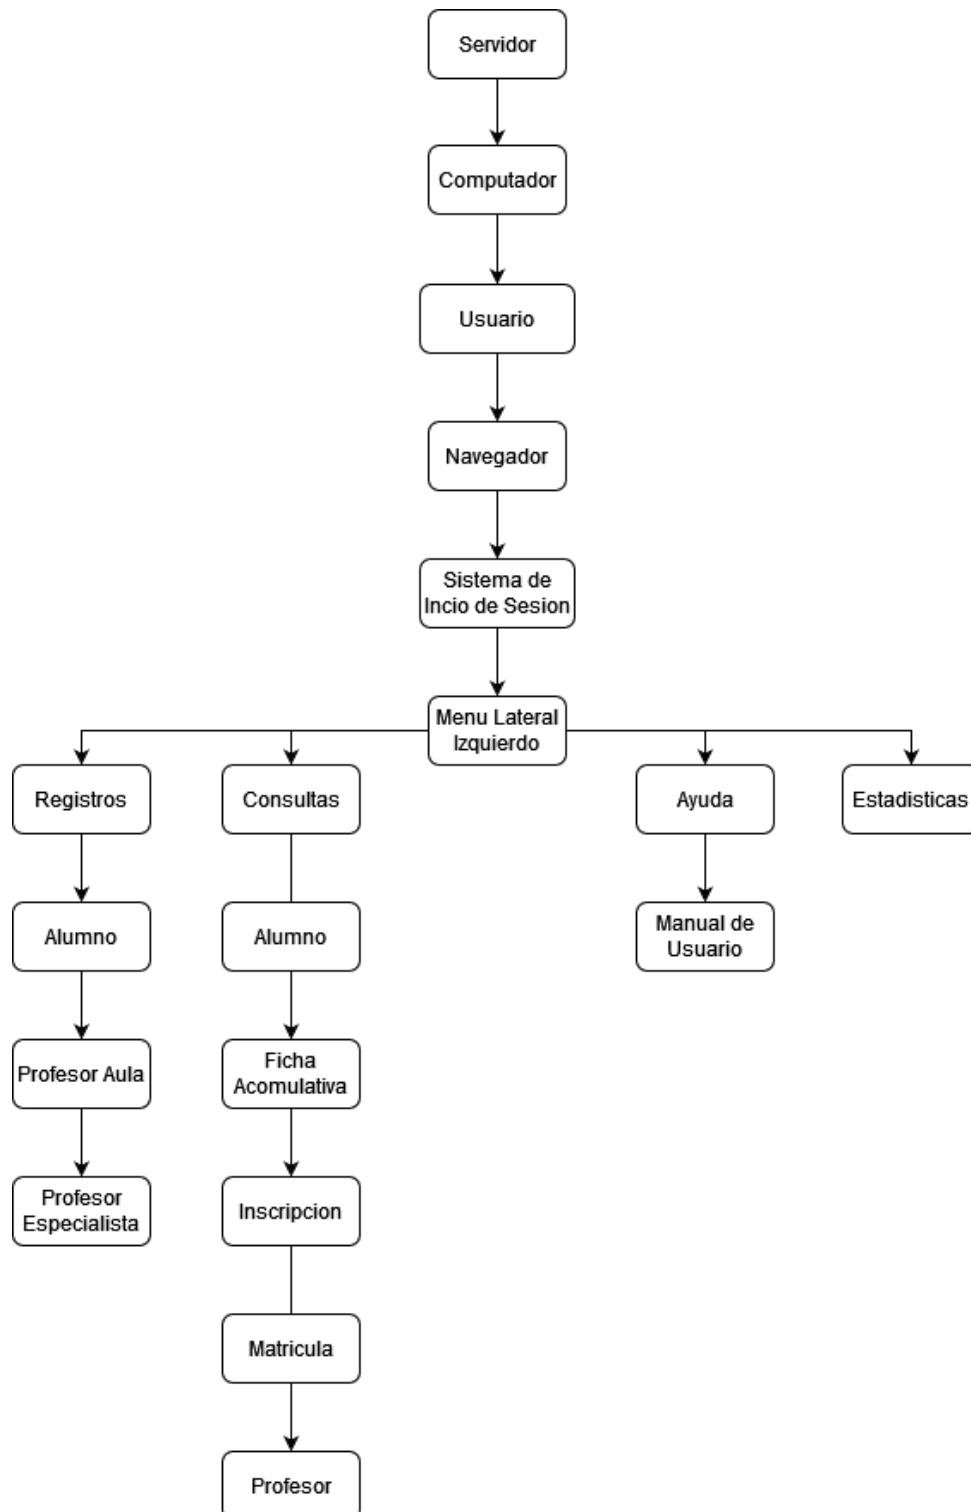 Servidor
Computador
Usuario
Navegador
Sistema de
Incio de Sesion
Menu Lateral
Izquierdo
Registros
Consultas
Ayuda
Estadisticas
Alumno
Alumno
Manual de
Usuario
Profesor Aula
Ficha
Acomulativa
Profesor
Especialista
Inscripcion
Matricula
Profesor